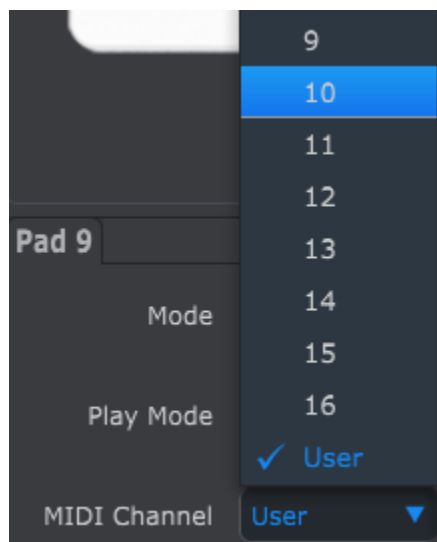 9
10
11
12
Pad 9
13
Mode
14
15
Play Mode
16
User
MIDI Channel
User